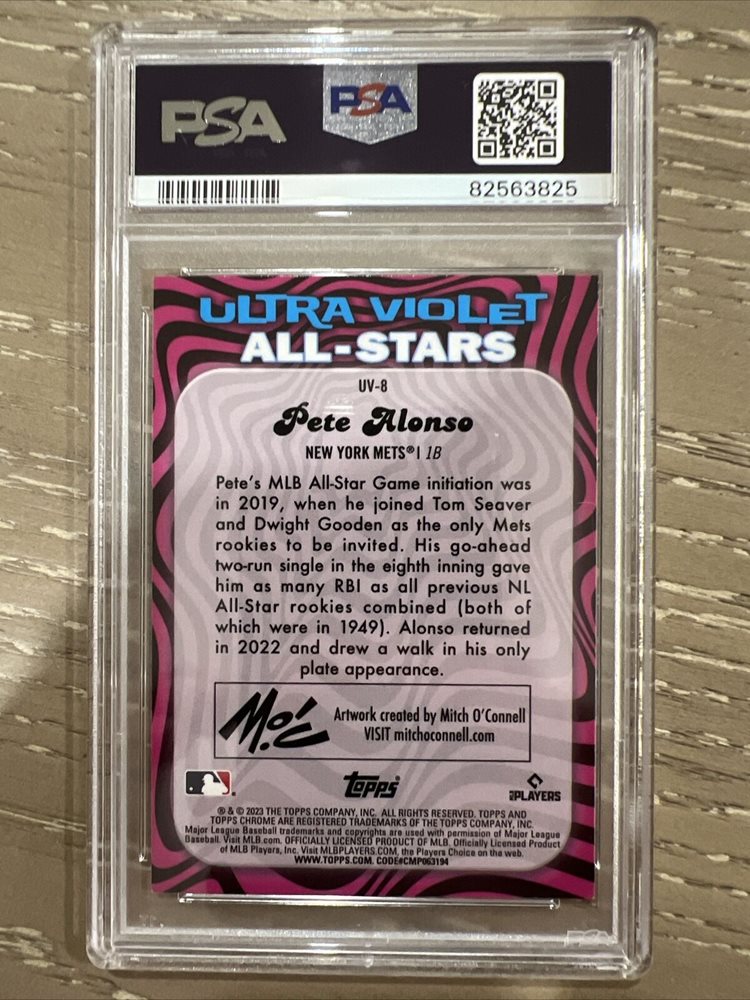 PSA
PSA
82563825
ULTRA VIOLET
ALL-STARS
UV-8
Pete Alonso
NEW YORK METS® | 1B
Pete's MLB All-Star Game initiation was
in 2019, when he joined Tom Seaver
and Dwight Gooden as the only Mets
rookies to be invited. His go-ahead
two-run single in the eighth inning gave
him as many RBI as all previous NL
All-Star rookies combined (both of
which were in 1949). Alonso returned
in 2022 and drew a walk in his only
plate appearance.
Mo'C
Artwork created by Mitch O'Connell
VISIT mitchoconnell.com
topps
PLAYERS
® & © 2023 THE TOPPS COMPANY, INC. ALL RIGHTS RESERVED. TOPPS AND
TOPPS CHROME ARE REGISTERED TRADEMARKS OF THE TOPPS COMPANY, INC.
Major League Baseball trademarks and copyrights are used with permission of Major League
Baseball. Visit MLB.com. OFFICIALLY LICENSED PRODUCT OF MLB. Officially Licensed Product
of MLB Players, Inc. Visit MLBPLAYERS.COM, the Players Choice on the web.
WWW.TOPPS.COM. CODE#CMP063194